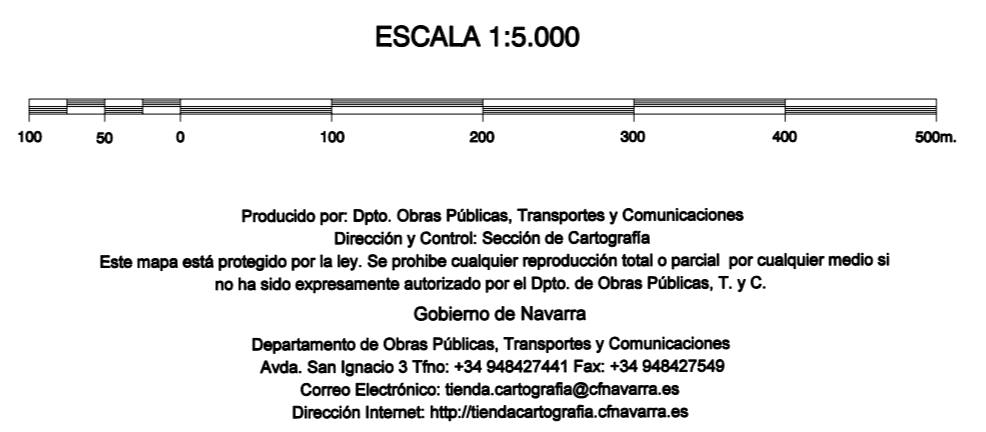 ESCALA 1:5.000
100 50 0 100 200 300 400 500m.
Producido por: Dpto. Obras Públicas, Transportes y Comunicaciones
Dirección y Control: Sección de Cartografía
Este mapa está protegido por la ley. Se prohibe cualquier reproducción total o parcial por cualquier medio si
no ha sido expresamente autorizado por el Dpto. de Obras Públicas, T. y C.
Gobierno de Navarra
Departamento de Obras Públicas, Transportes y Comunicaciones
Avda. San Ignacio 3 Tfno: +34 948427441 Fax: +34 948427549
Correo Electrónico: tienda.cartografia@cfnavarra.es
Dirección Internet: http://tiendacartografia.cfnavarra.es